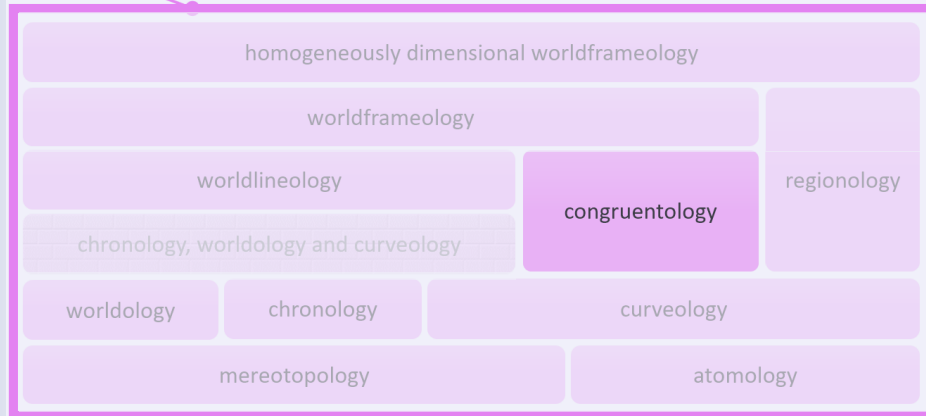 homogeneously dimensional worldframeology
worldframeology
worldlineology
congruentology
regionology
chronology, worldology and curveology
worldology
chronology
curveology
mereotopology
atomology